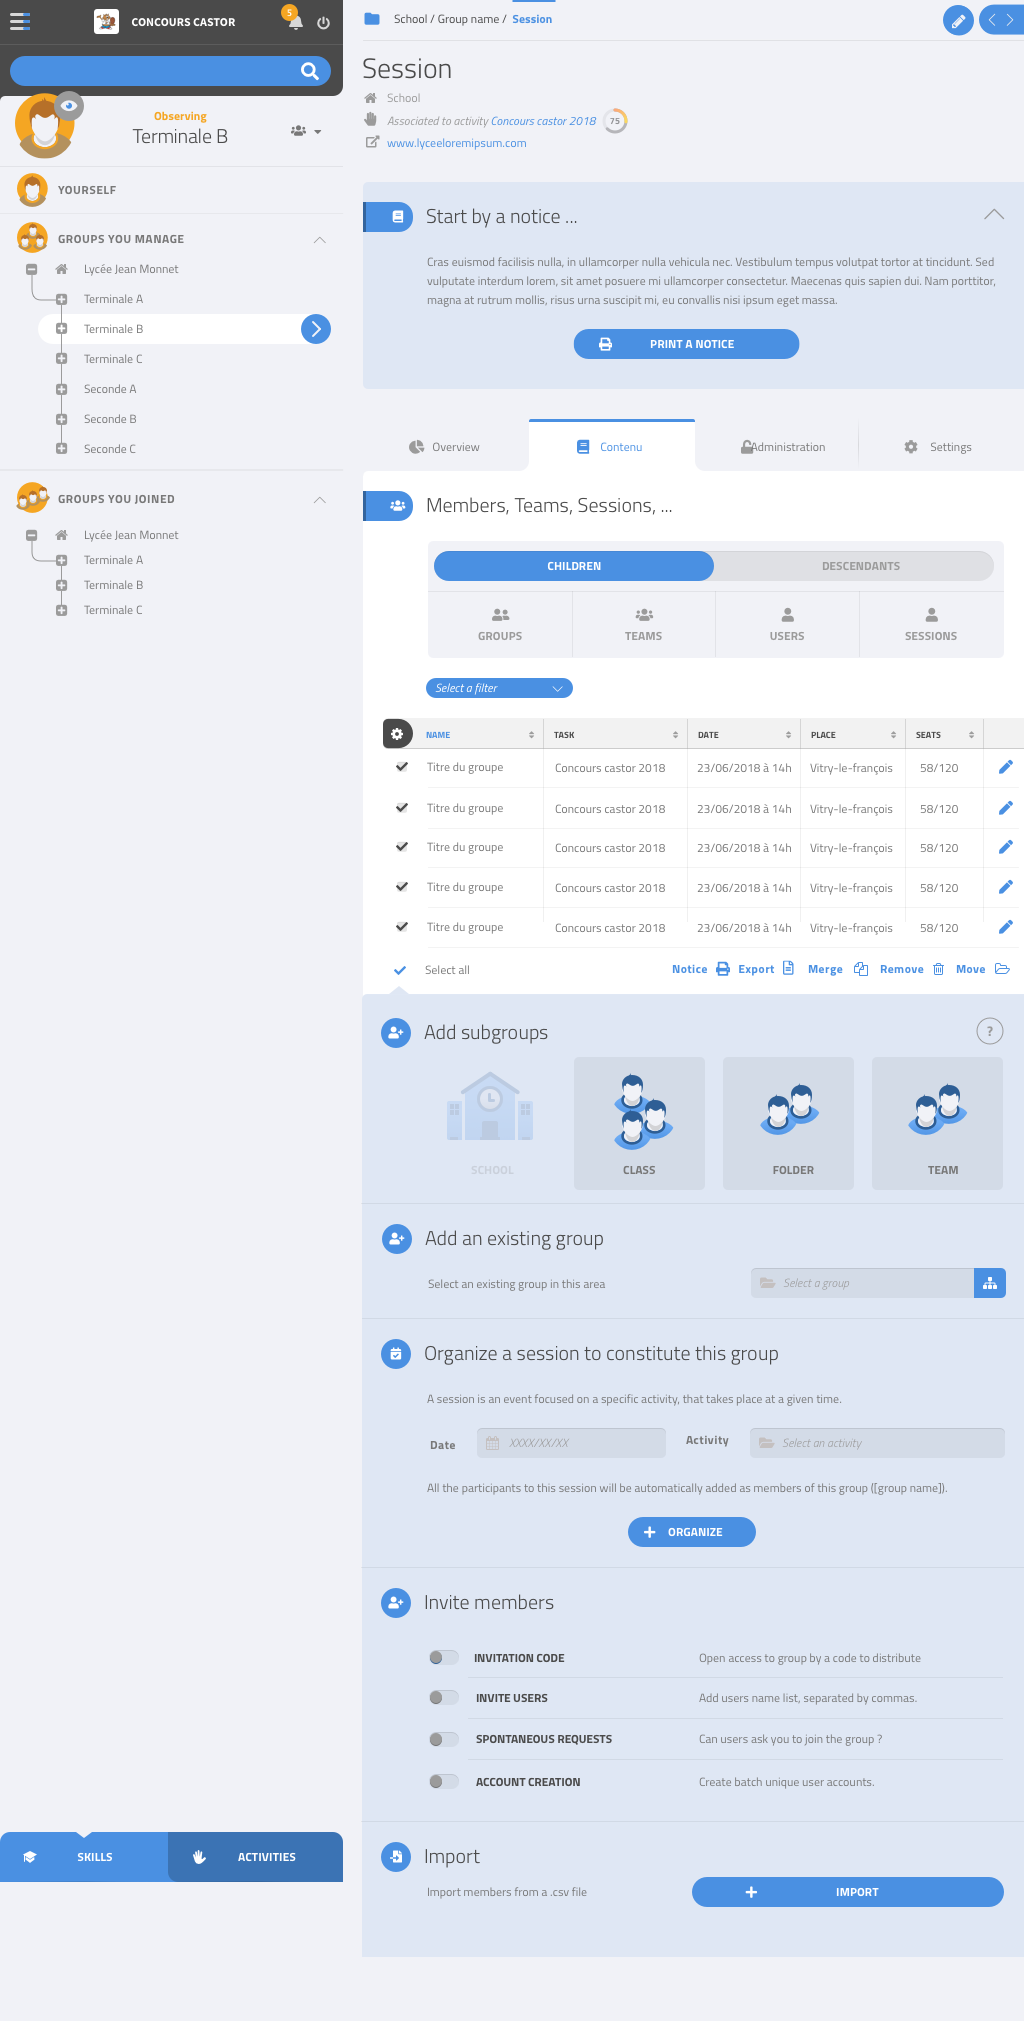 CONCOURS CASTOR
5
Observing
Terminale B
YOURSELF
GROUPS YOU MANAGE
Lycée Jean Monnet
Terminale A
Terminale B
Terminale C
Seconde A
Seconde B
Seconde C
GROUPS YOU JOINED
Lycée Jean Monnet
Terminale A
Terminale B
Terminale C
SKILLS
ACTIVITIES
School / Group name / Session
Session
School
Associated to activity Concours castor 2018 75
www.lyceeloremipsum.com
Start by a notice ...
Cras euismod facilisis nulla, in ullamcorper nulla vehicula nec. Vestibulum tempus volutpat tortor at tincidunt. Sed
vulputate interdum lorem, sit amet posuere mi ullamcorper consectetur. Maecenas quis sapien dui. Nam porttitor,
magna at rutrum mollis, risus urna suscipit mi, eu convallis nisi ipsum eget massa.
PRINT A NOTICE
Overview Contenu Administration Settings
Members, Teams, Sessions, ...
CHILDREN DESCENDANTS
GROUPS TEAMS USERS SESSIONS
Select a filter
NAME TASK DATE PLACE SEATS
Titre du groupe Concours castor 2018 23/06/2018 à 14h Vitry-le-françois 58/120
Titre du groupe Concours castor 2018 23/06/2018 à 14h Vitry-le-françois 58/120
Titre du groupe Concours castor 2018 23/06/2018 à 14h Vitry-le-françois 58/120
Titre du groupe Concours castor 2018 23/06/2018 à 14h Vitry-le-françois 58/120
Titre du groupe Concours castor 2018 23/06/2018 à 14h Vitry-le-françois 58/120
Select all Notice Export Merge Remove Move
Add subgroups ?
SCHOOL CLASS FOLDER TEAM
Add an existing group
Select an existing group in this area Select a group
Organize a session to constitute this group
A session is an event focused on a specific activity, that takes place at a given time.
Date XXXX/XX/XX Activity Select an activity
All the participants to this session will be automatically added as members of this group ([group name]).
ORGANIZE
Invite members
INVITATION CODE Open access to group by a code to distribute
INVITE USERS Add users name list, separated by commas.
SPONTANEOUS REQUESTS Can users ask you to join the group ?
ACCOUNT CREATION Create batch unique user accounts.
Import
Import members from a .csv file IMPORT